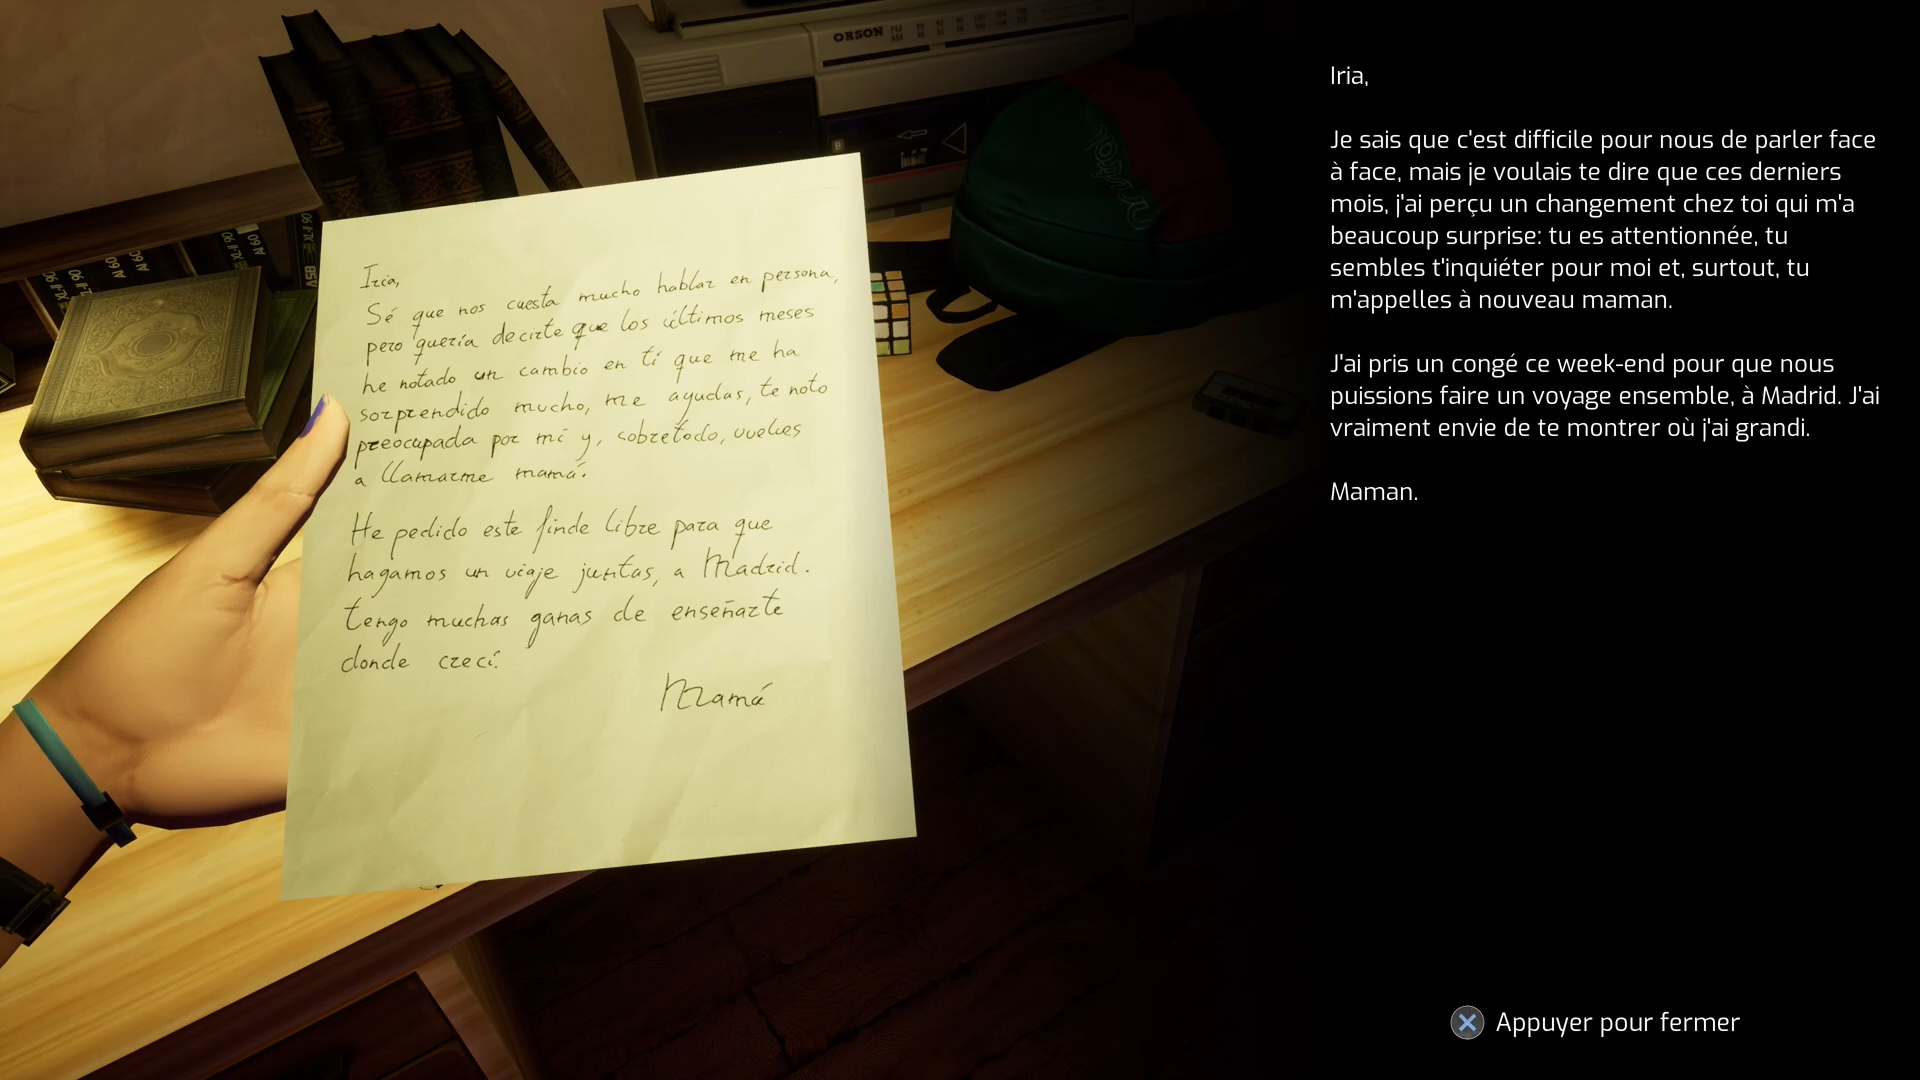 ORSON
FM
AM
B
Iria,
Sé que nos cuesta mucho hablar en persona,
pero quería decirte que los últimos meses
he notado un cambio en ti que me ha
sorprendido mucho, me ayudas, te noto
preocupada por mí y, sobretodo, vuelves
a llamarme mamá.
He pedido este finde libre para que
hagamos un viaje juntas, a Madrid.
tengo muchas ganas de enseñarte
donde crecí.
Mamá
Iria,
Je sais que c'est difficile pour nous de parler face
à face, mais je voulais te dire que ces derniers
mois, j'ai perçu un changement chez toi qui m'a
beaucoup surprise: tu es attentionnée, tu
sembles t'inquiéter pour moi et, surtout, tu
m'appelles à nouveau maman.
J'ai pris un congé ce week-end pour que nous
puissions faire un voyage ensemble, à Madrid. J'ai
vraiment envie de te montrer où j'ai grandi.
Maman.
Appuyer pour fermer